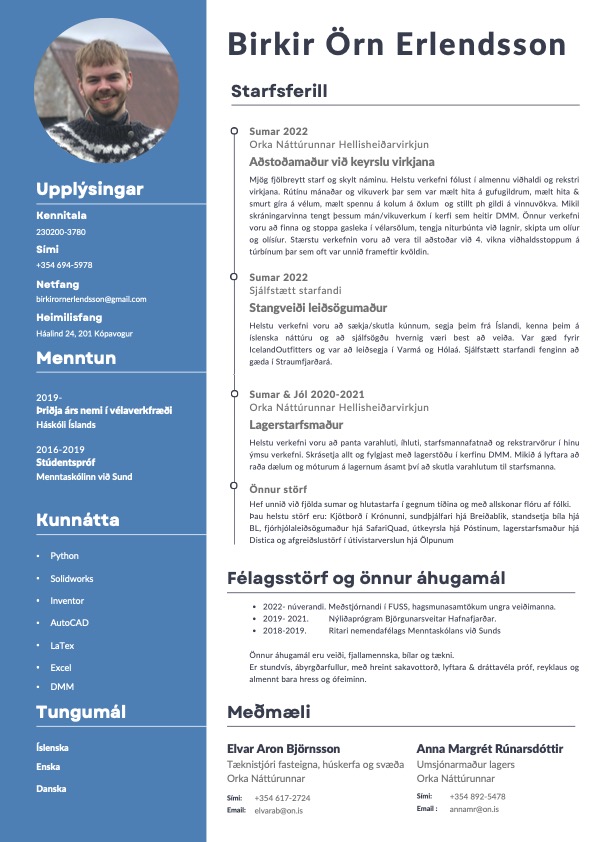 Birkir Örn Erlendsson
Upplýsingar
Kennitala
230200-3780
Sími
+354 694-5978
Netfang
birkirornerlendsson@gmail.com
Heimilisfang
Háalind 24, 201 Kópavogur
Menntun
2019-
Þriðja árs nemi í vélaverkfræði
Háskóli Íslands
2016-2019
Stúdentspróf
Menntaskólinn við Sund
Kunnátta
• Python
• Solidworks
• Inventor
• AutoCAD
• LaTex
• Excel
• DMM
Tungumál
Íslenska
Enska
Danska
Starfsferill
Sumar 2022
Orka Náttúrunnar Hellisheiðarvirkjun
Aðstoðamaður við keyrslu virkjana
Mjög fjölbreytt starf og skylt náminu. Helstu verkefni fólust í almennu viðhaldi og rekstri
virkjana. Rútínu mánaðar og vikuverk þar sem var mælt hita á gufugildrum, mælt hita &
smurt gíra á vélum, mælt spennu á kolum á öxlum og stillt ph gildi á vinnuvökva. Mikil
skráningarvinna tengt þessum mán/vikuverkum í kerfi sem heitir DMM. Önnur verkefni
voru að finna og stoppa gasleka í vélarsölum, tengja niturbúnta við lagnir, skipta um olíur
og olísíur. Stærstu verkefnin voru að vera til aðstoðar við 4. vikna viðhaldsstoppum á
túrbínum þar sem oft var unnið frameftir kvöldin.
Sumar 2022
Sjálfstætt starfandi
Stangveiði leiðsögumaður
Helstu verkefni voru að sækja/skutla kúnnum, segja þeim frá Íslandi, kenna þeim á
íslenska náttúru og að sjálfsögðu hvernig væri best að veiða. Var gæd fyrir
IcelandOutfitters og var að leiðsegja í Varmá og Hólaá. Sjálfstætt starfandi fenginn að
gæda í Straumfjarðará.
Sumar & Jól 2020-2021
Orka Náttúrunnar Hellisheiðarvirkjun
Lagerstarfsmaður
Helstu verkefni voru að panta varahluti, íhluti, starfsmannafatnað og rekstrarvörur í hinu
ýmsu verkefni. Skrásetja allt og fylgjast með lagerstöðu í kerfinu DMM. Mikið á lyftara að
raða dælum og móturum á lagernum ásamt því að skutla varahlutum til starfsmanna.
Önnur störf
Hef unnið við fjölda sumar og hlutastarfa í gegnum tíðina og með allskonar flóru af fólki.
Þau helstu störf eru: Kjötborð í Krónunni, sundþjálfari hjá Breiðablik, standsetja bíla hjá
BL, fjórhjólaleiðsögumaður hjá SafariQuad, útkeyrsla hjá Póstinum, lagerstarfsmaður hjá
Distica og afgreiðslustörf í útivistarverslun hjá Ölpunum
Félagsstörf og önnur áhugamál
• 2022- núverandi. Meðstjórnandi í FUSS, hagsmunasamtökum ungra veiðimanna.
• 2019- 2021. Nýliðaprógram Björgunarsveitar Hafnafjarðar.
• 2018-2019. Ritari nemendafélags Menntaskólans við Sunds
Önnur áhugamál eru veiði, fjallamennska, bílar og tækni.
Er stundvís, ábyrgðarfullur, með hreint sakavottorð, lyftara & dráttavéla próf, reyklaus og
almennt bara hress og ófeiminn.
Meðmæli
Elvar Aron Björnsson
Tæknistjóri fasteigna, húskerfa og svæða
Orka Náttúrunnar
Sími: +354 617-2724
Email: elvarab@on.is
Anna Margrét Rúnarsdóttir
Umsjónarmaður lagers
Orka Náttúrunnar
Sími: +354 892-5478
Email : annamr@on.is